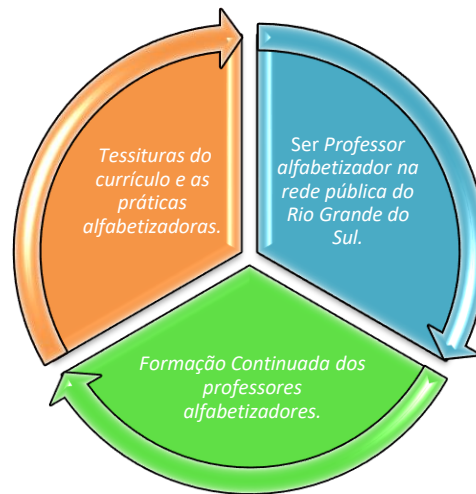 Tessituras do
currículo e as
práticas
alfabetizadoras.
Ser Professor
alfabetizador na
rede pública do
Rio Grande do
Sul.
Formação Continuada dos
professores
alfabetizadores.